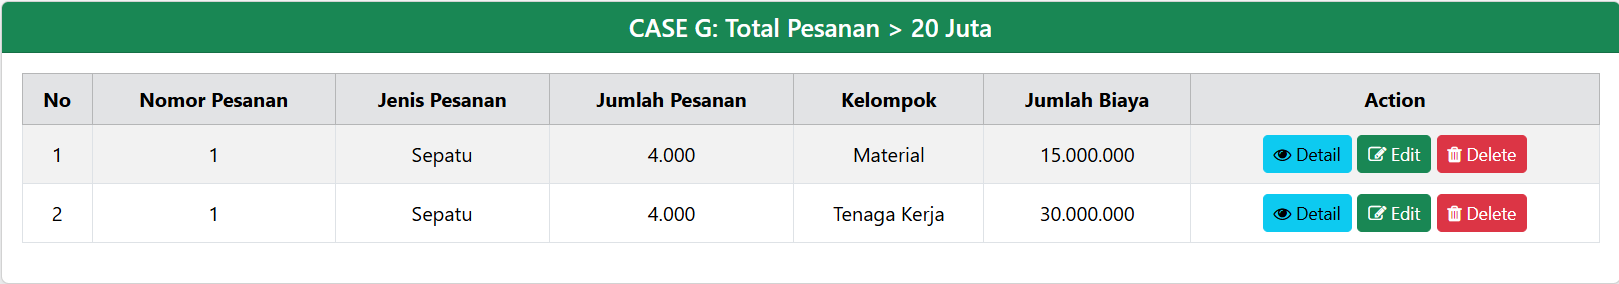 CASE G: Total Pesanan > 20 Juta
No Nomor Pesanan Jenis Pesanan Jumlah Pesanan Kelompok Jumlah Biaya Action
1 1 Sepatu 4.000 Material 15.000.000 Detail Edit Delete
2 1 Sepatu 4.000 Tenaga Kerja 30.000.000 Detail Edit Delete